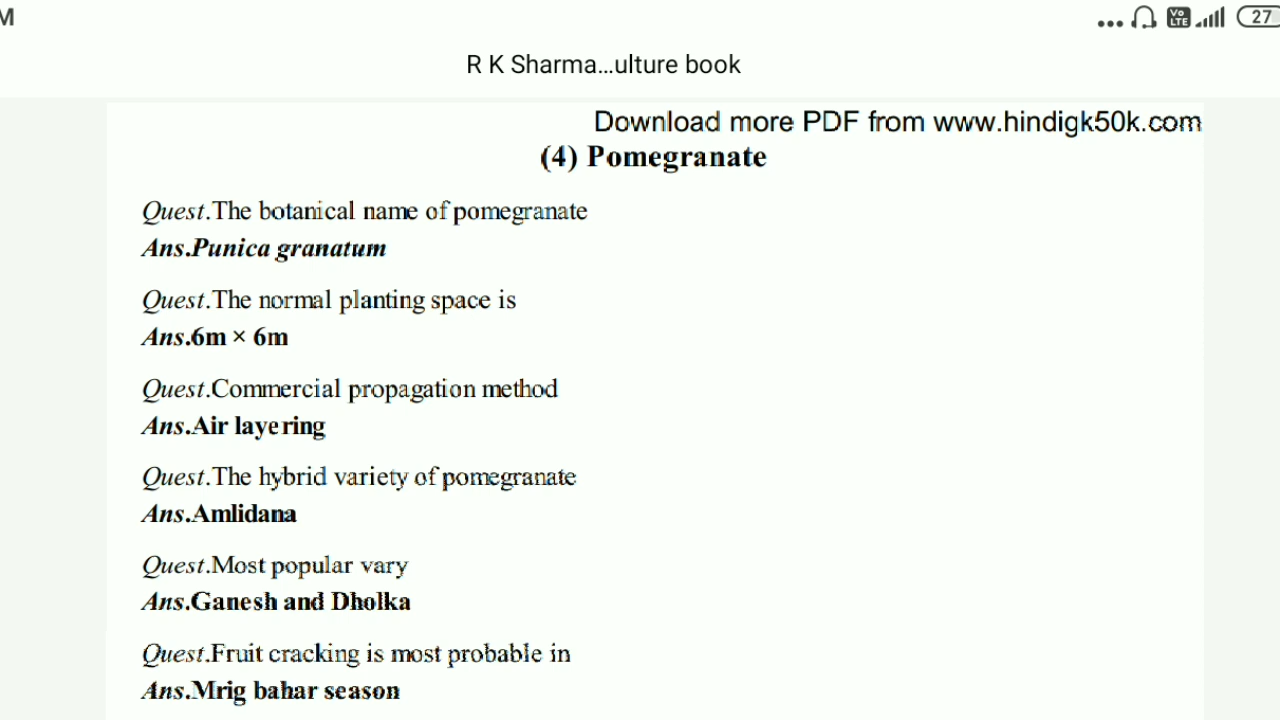 M
Vo LTE 27
R K Sharma...ulture book
Download more PDF from www.hindigk50k.com
(4) Pomegranate
Quest.The botanical name of pomegranate
Ans.Punica granatum
Quest.The normal planting space is
Ans.6m × 6m
Quest.Commercial propagation method
Ans.Air layering
Quest.The hybrid variety of pomegranate
Ans.Amlidana
Quest.Most popular vary
Ans.Ganesh and Dholka
Quest.Fruit cracking is most probable in
Ans.Mrig bahar season